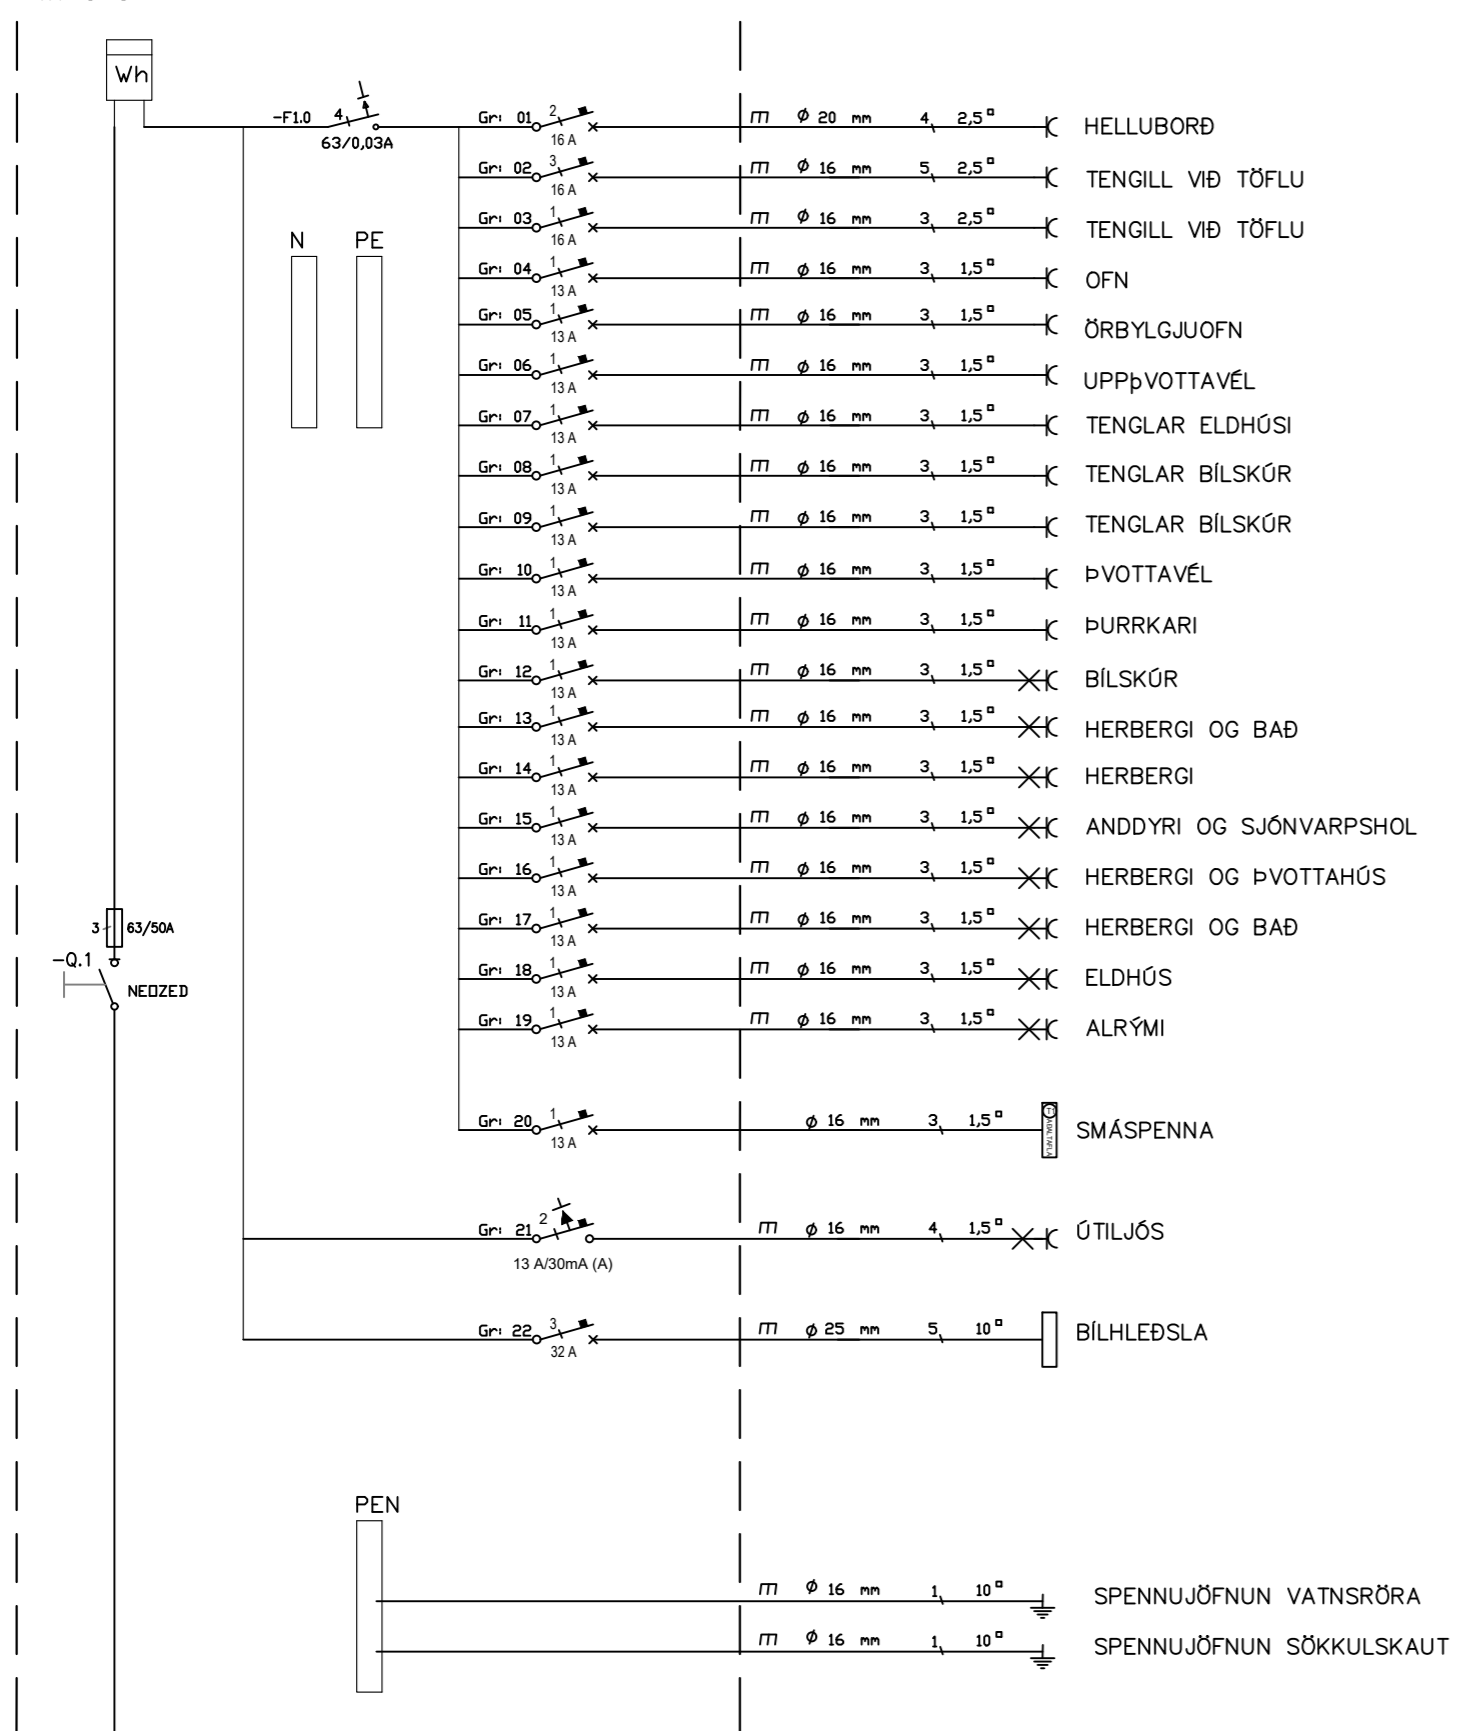 Wh
-F1.0 4 63/0,03A
N PE
Gr: 01 2 16 A ⌀ 20 mm 4 2,5 HELLUBORÐ
Gr: 02 3 16 A ⌀ 16 mm 5 2,5 TENGILL VIÐ TÖFLU
Gr: 03 1 16 A ⌀ 16 mm 3 2,5 TENGILL VIÐ TÖFLU
Gr: 04 1 13 A ⌀ 16 mm 3 1,5 OFN
Gr: 05 1 13 A ⌀ 16 mm 3 1,5 ÖRBYLGJUOFN
Gr: 06 1 13 A ⌀ 16 mm 3 1,5 UPPþVOTTAVÉL
Gr: 07 1 13 A ⌀ 16 mm 3 1,5 TENGLAR ELDHÚSI
Gr: 08 1 13 A ⌀ 16 mm 3 1,5 TENGLAR BÍLSKÚR
Gr: 09 1 13 A ⌀ 16 mm 3 1,5 TENGLAR BÍLSKÚR
Gr: 10 1 13 A ⌀ 16 mm 3 1,5 ÞVOTTAVÉL
Gr: 11 1 13 A ⌀ 16 mm 3 1,5 ÞURRKARI
Gr: 12 1 13 A ⌀ 16 mm 3 1,5 BÍLSKÚR
Gr: 13 1 13 A ⌀ 16 mm 3 1,5 HERBERGI OG BAÐ
Gr: 14 1 13 A ⌀ 16 mm 3 1,5 HERBERGI
Gr: 15 1 13 A ⌀ 16 mm 3 1,5 ANDDYRI OG SJÓNVARPSHOL
Gr: 16 1 13 A ⌀ 16 mm 3 1,5 HERBERGI OG ÞVOTTAHÚS
Gr: 17 1 13 A ⌀ 16 mm 3 1,5 HERBERGI OG BAÐ
Gr: 18 1 13 A ⌀ 16 mm 3 1,5 ELDHÚS
Gr: 19 1 13 A ⌀ 16 mm 3 1,5 ALRÝMI
3 63/50A
-Q.1
NEOZED
Gr: 20 1 13 A ⌀ 16 mm 3 1,5 SMÁSPENNA
Gr: 21 2 13 A/30mA (A) ⌀ 16 mm 4 1,5 ÚTILJÓS
Gr: 22 3 32 A ⌀ 25 mm 5 10 BÍLHLEÐSLA
PEN
⌀ 16 mm 1 10 SPENNUJÖFNUN VATNSRÖRA
⌀ 16 mm 1 10 SPENNUJÖFNUN SÖKKULSKAUT